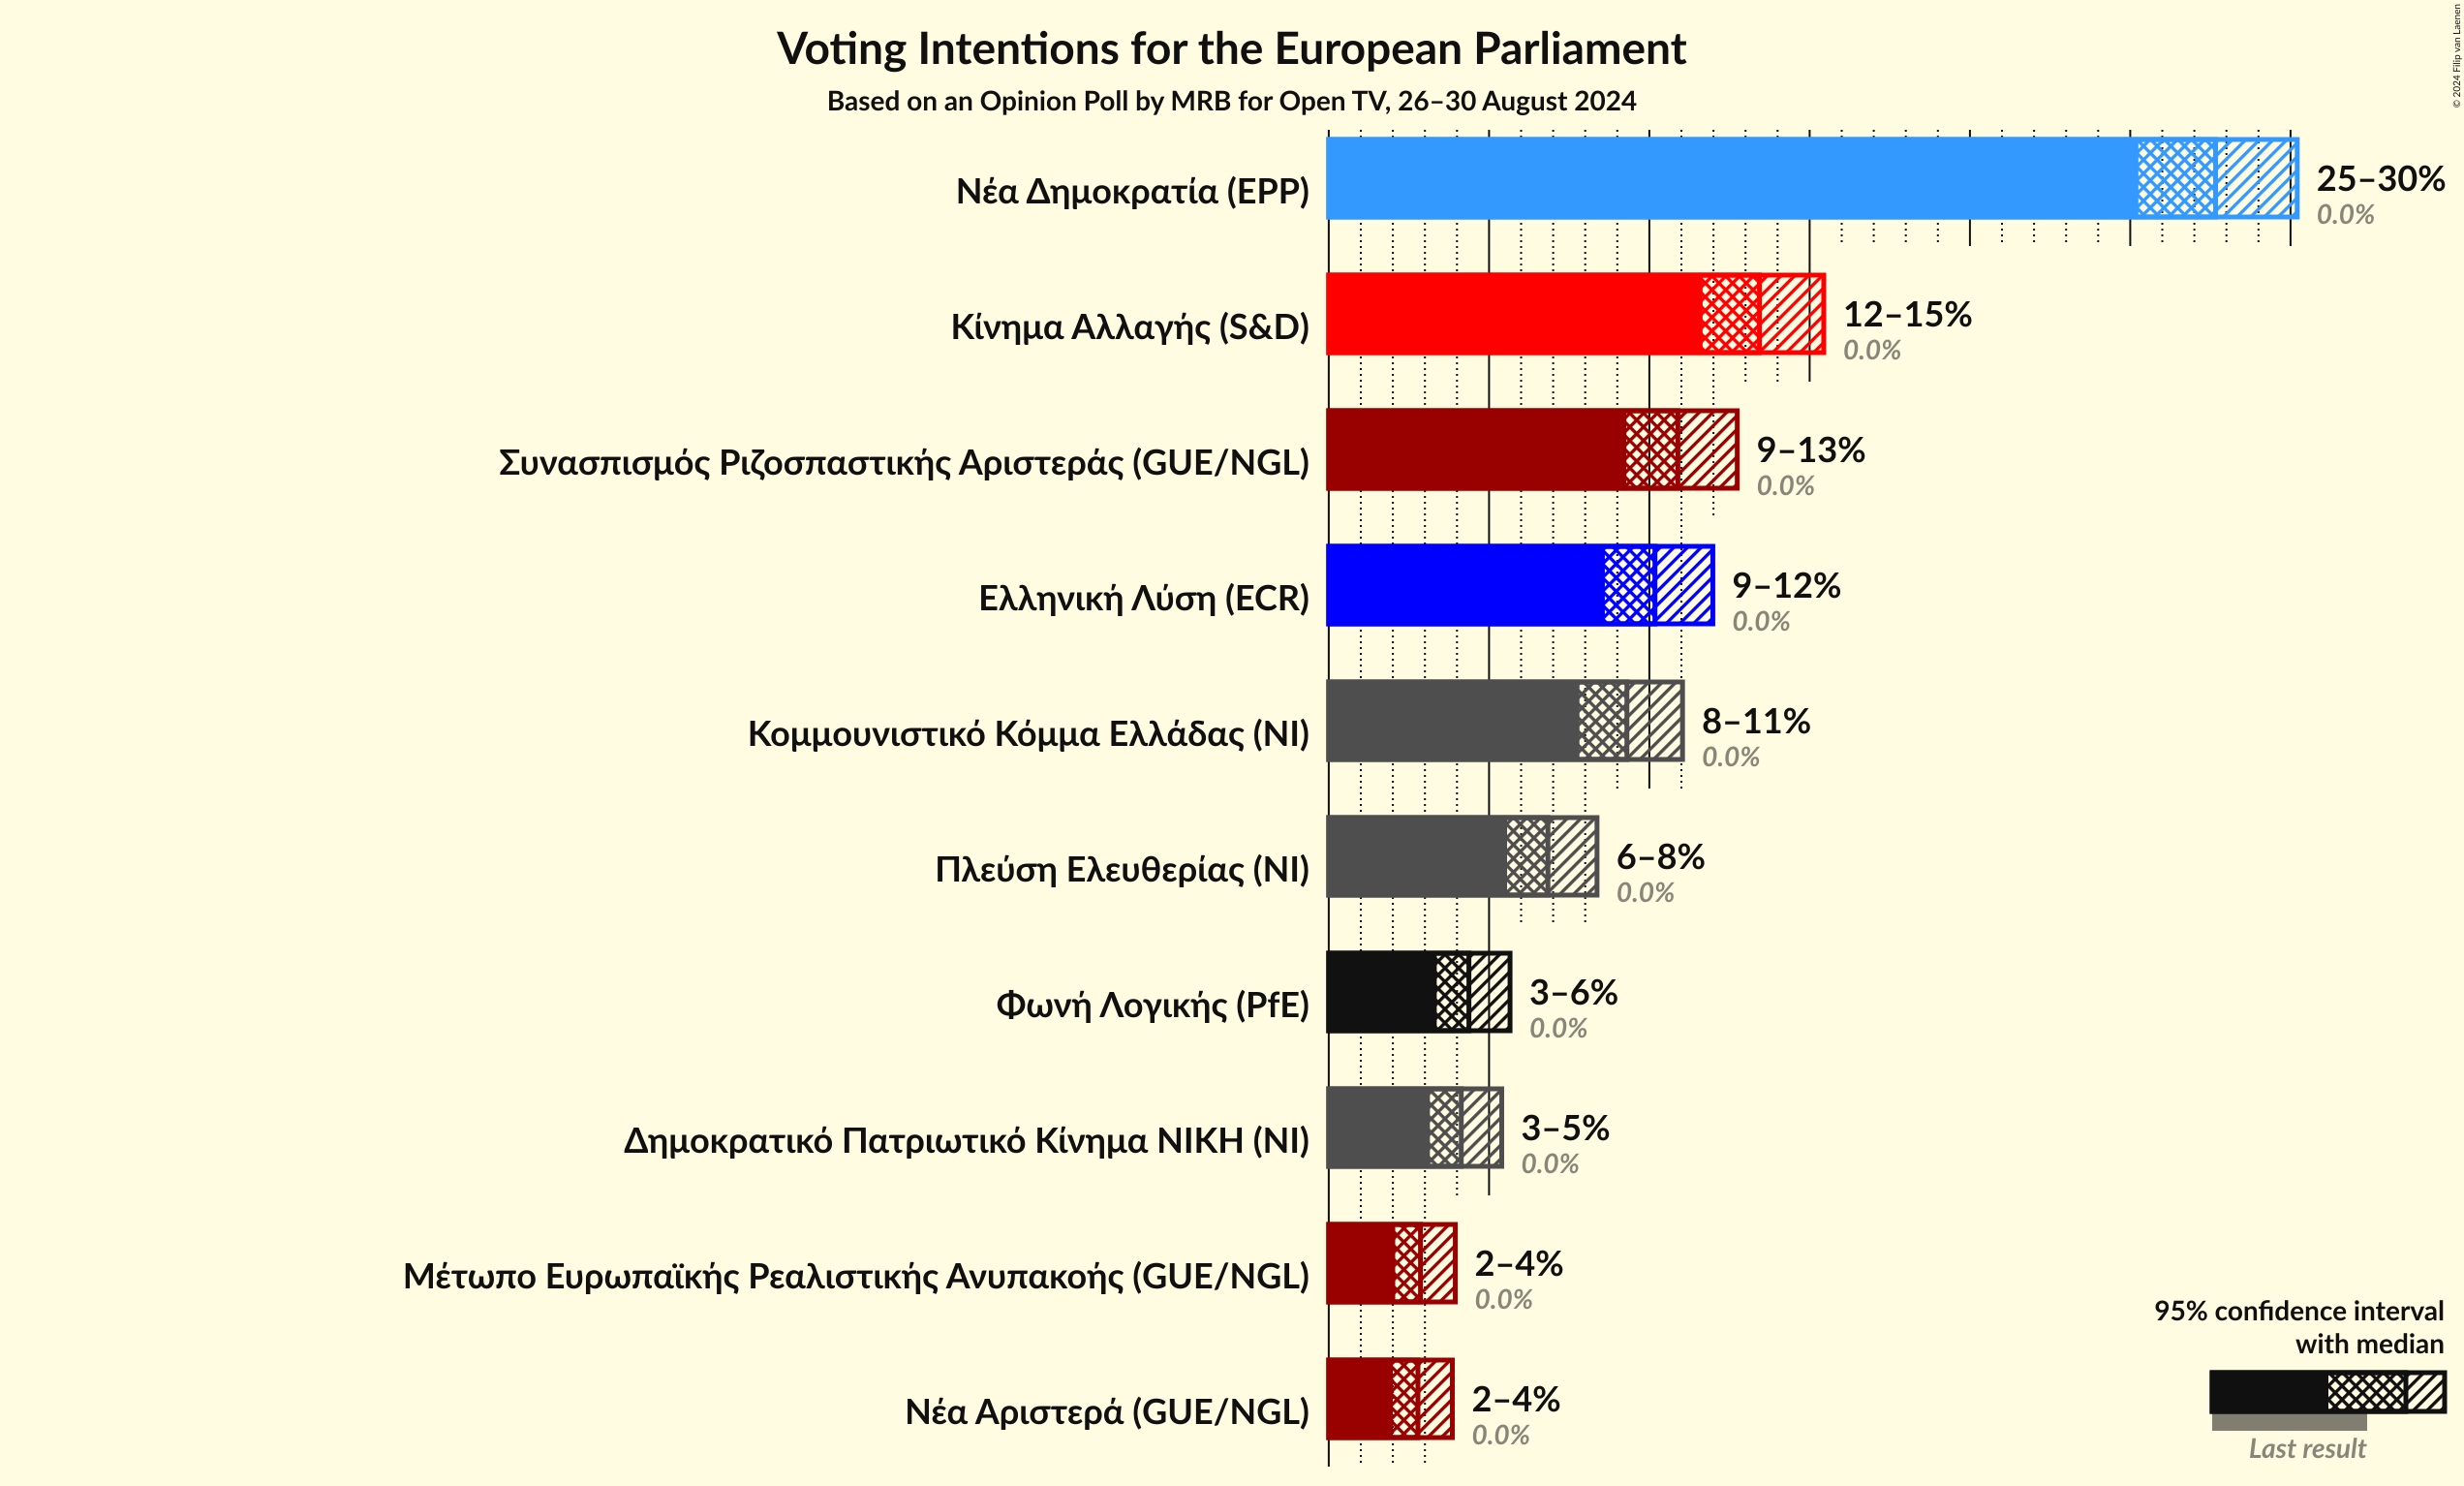 Voting Intentions for the European Parliament
Based on an Opinion Poll by MRB for Open TV, 26–30 August 2024
© 2024 Filip van Laenen
Νέα Δημοκρατία (EPP)
25–30%
0.0%
Κίνημα Αλλαγής (S&D)
12–15%
0.0%
Συνασπισμός Ριζοσπαστικής Αριστεράς (GUE/NGL)
9–13%
0.0%
Ελληνική Λύση (ECR)
9–12%
0.0%
Κομμουνιστικό Κόμμα Ελλάδας (NI)
8–11%
0.0%
Πλεύση Ελευθερίας (NI)
6–8%
0.0%
Φωνή Λογικής (PfE)
3–6%
0.0%
Δημοκρατικό Πατριωτικό Κίνημα ΝΙΚΗ (NI)
3–5%
0.0%
Μέτωπο Ευρωπαϊκής Ρεαλιστικής Ανυπακοής (GUE/NGL)
2–4%
0.0%
Νέα Αριστερά (GUE/NGL)
2–4%
0.0%
95% confidence interval
with median
Last result